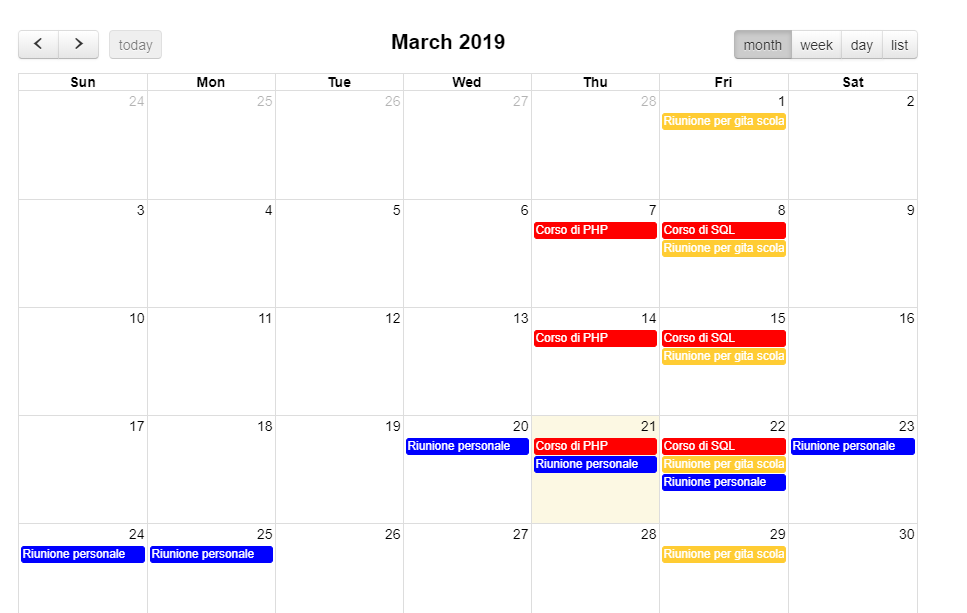 today
March 2019
month week day list
Sun Mon Tue Wed Thu Fri Sat
24 25 26 27 28 1 2
Riunione per gita scola
3 4 5 6 7 8 9
Corso di PHP Corso di SQL
Riunione per gita scola
10 11 12 13 14 15 16
Corso di PHP Corso di SQL
Riunione per gita scola
17 18 19 20 21 22 23
Riunione personale Corso di PHP Corso di SQL Riunione personale
Riunione personale Riunione per gita scola
Riunione personale
24 25 26 27 28 29 30
Riunione personale Riunione personale Riunione per gita scola